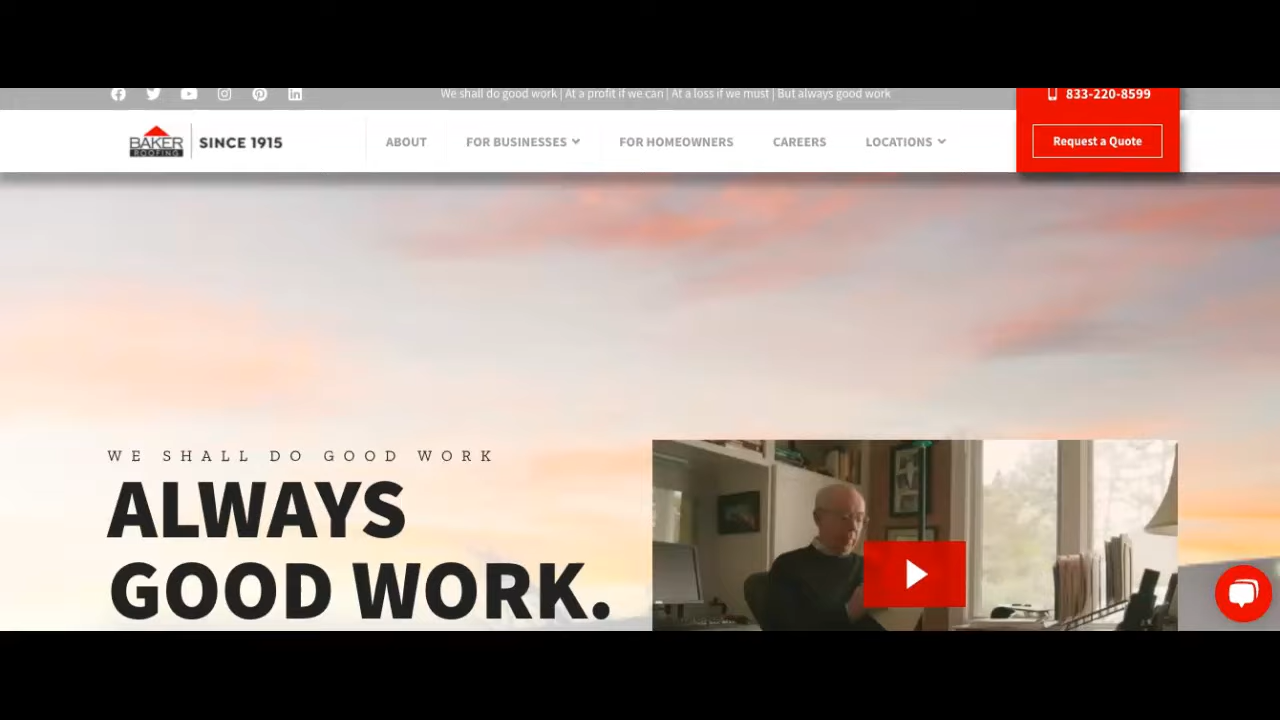 We shall do good work | At a profit if we can | At a loss if we must | But always good work
833-220-8599
BAKER
ROOFING
SINCE 1915
ABOUT
FOR BUSINESSES
FOR HOMEOWNERS
CAREERS
LOCATIONS
Request a Quote
WE SHALL DO GOOD WORK
ALWAYS
GOOD WORK.